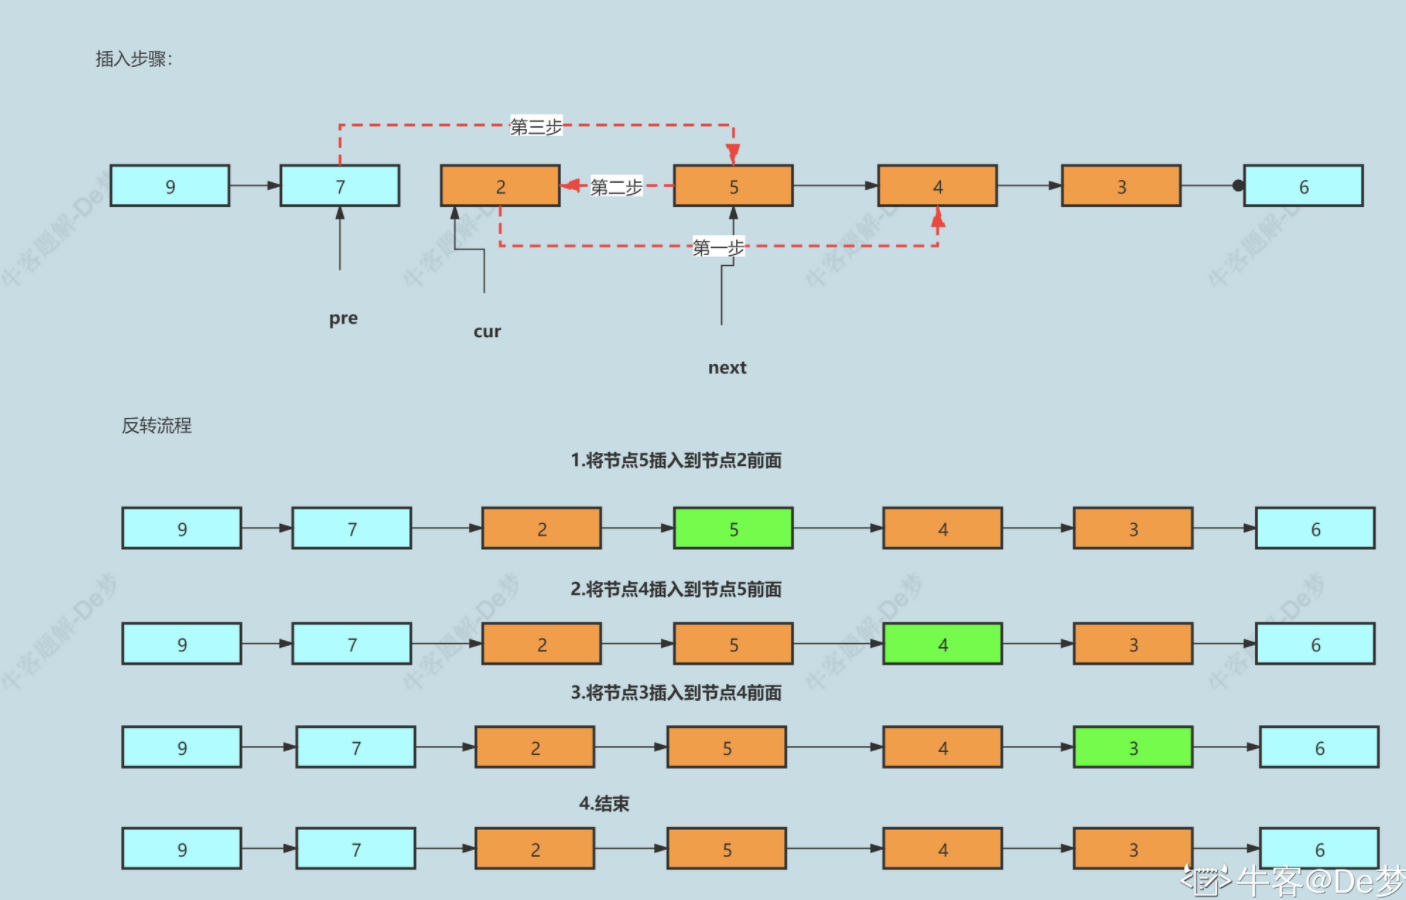 插入步骤：
第三步
9 7 2 第二步 5 4 3 6
第一步
pre
cur
next
反转流程
1.将节点5插入到节点2前面
9 7 2 5 4 3 6
2.将节点4插入到节点5前面
9 7 2 5 4 3 6
3.将节点3插入到节点4前面
9 7 2 5 4 3 6
4.结束
9 7 2 5 4 3 6
牛客@De梦
牛客题解-De梦
牛客题解-De梦
牛客题解-De梦
牛客题解-De梦
牛客题解-De梦
牛客题解-De梦
牛客题解-De梦
牛客题解-De梦